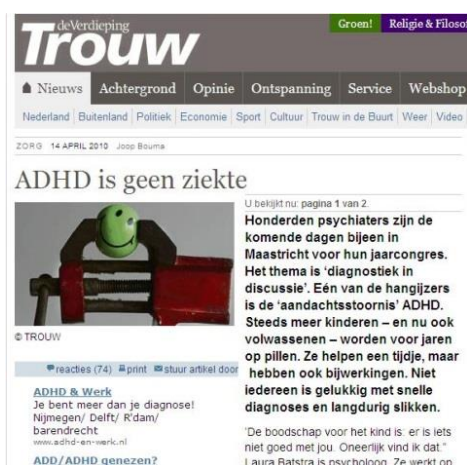 deVerdieping
Trouw
Groen! Religie & Filosof
Nieuws Achtergrond Opinie Ontspanning Service Webshop
Nederland Buitenland Politiek Economie Sport Cultuur Trouw in de Buurt Weer Video
ZORG 14 APRIL 2010 Joop Bouma
ADHD is geen ziekte
U bekijkt nu: pagina 1 van 2.
Honderden psychiaters zijn de
komende dagen bijeen in
Maastricht voor hun jaarcongres.
Het thema is ‘diagnostiek in
discussie’. Eén van de hangijzers
is de ‘aandachtsstoornis’ ADHD.
Steeds meer kinderen – en nu ook
volwassenen – worden voor jaren
op pillen. Ze helpen een tijdje, maar
hebben ook bijwerkingen. Niet
iedereen is gelukkig met snelle
diagnoses en langdurig slikken.
'De boodschap voor het kind is: er is iets
niet goed met jou. Oneerlijk vind ik dat.”
Laura Batstra is psycholoog. Ze werkt op
© TROUW
reacties (74) print stuur artikel door
ADHD & Werk
Je bent meer dan je diagnose!
Nijmegen/ Delft/ R'dam/
barendrecht
www.adhd-en-werk.nl
ADD/ADHD genezen?